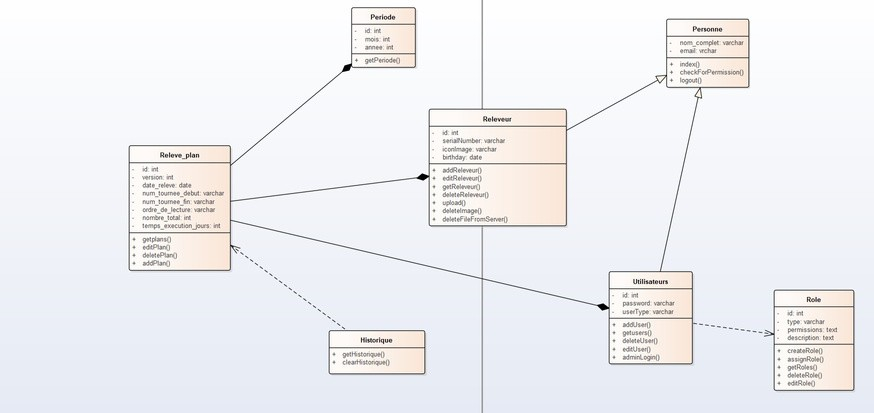 Periode
- id: int
- mois: int
- annee: int
+ getPeriode()
Personne
- nom_complet: varchar
- email: vrchar
+ index()
+ checkForPermission()
+ logout()
Releveur
- id: int
- serialNumber: varchar
- iconImage: varchar
- birthday: date
+ addReleveur()
+ editReleveur()
+ getReleveur()
+ deleteReleveur()
+ upload()
+ deleteImage()
+ deleteFileFromServer()
Releve_plan
- id: int
- version: int
- date_releve: date
- num_tournee_debut: varchar
- num_tournee_fin: varchar
- ordre_de_lecture: varchar
- nombre_total: int
- temps_execution_jours: int
+ getplans()
+ editPlan()
+ deletePlan()
+ addPlan()
Utilisateurs
- id: int
- password: varchar
- userType: varchar
+ addUser()
+ getusers()
+ deleteUser()
+ editUser()
+ adminLogin()
Role
- id: int
- type: varchar
- permissions: text
- description: text
+ createRole()
+ assignRole()
+ getRoles()
+ deleteRole()
+ editRole()
Historique
+ getHistorique()
+ clearHistorique()